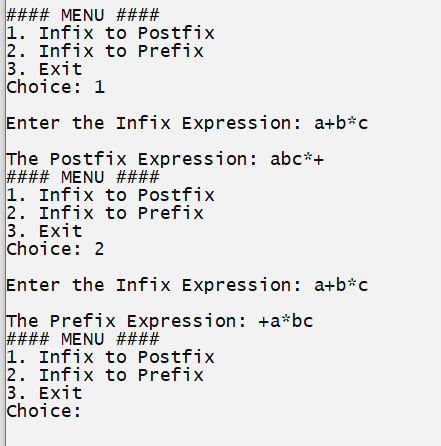 #### MENU ####
1. Infix to Postfix
2. Infix to Prefix
3. Exit
Choice: 1
Enter the Infix Expression: a+b*c
The Postfix Expression: abc*+
#### MENU ####
1. Infix to Postfix
2. Infix to Prefix
3. Exit
Choice: 2
Enter the Infix Expression: a+b*c
The Prefix Expression: +a*bc
#### MENU ####
1. Infix to Postfix
2. Infix to Prefix
3. Exit
Choice: